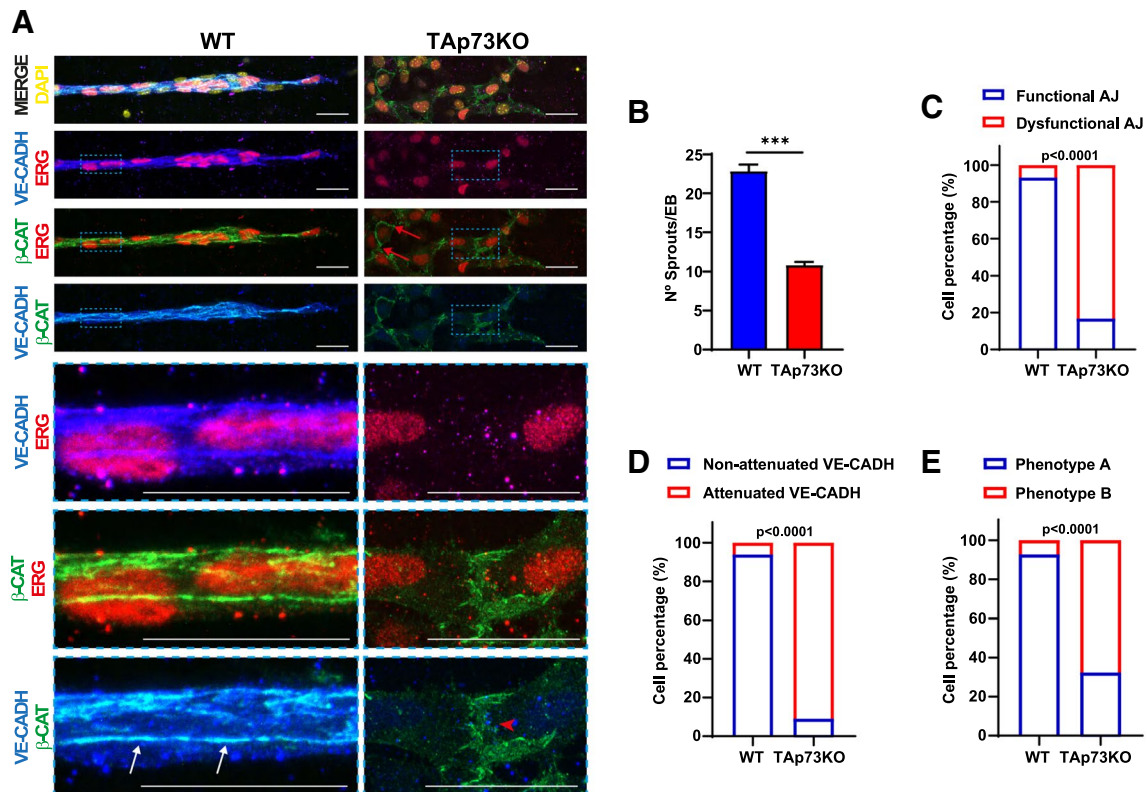 A
WT
TAp73KO
MERGE
DAPI
VE-CADH
ERG
β-CAT
ERG
VE-CADH
β-CAT
VE-CADH
ERG
β-CAT
ERG
VE-CADH
β-CAT
B
***
Nº Sprouts/EB
25
20
15
10
5
0
WT
TAp73KO
C
Functional AJ
Dysfunctional AJ
p<0.0001
Cell percentage (%)
100
80
60
40
20
0
WT
TAp73KO
D
Non-attenuated VE-CADH
Attenuated VE-CADH
p<0.0001
Cell percentage (%)
100
80
60
40
20
0
WT
TAp73KO
E
Phenotype A
Phenotype B
p<0.0001
Cell percentage (%)
100
80
60
40
20
0
WT
TAp73KO